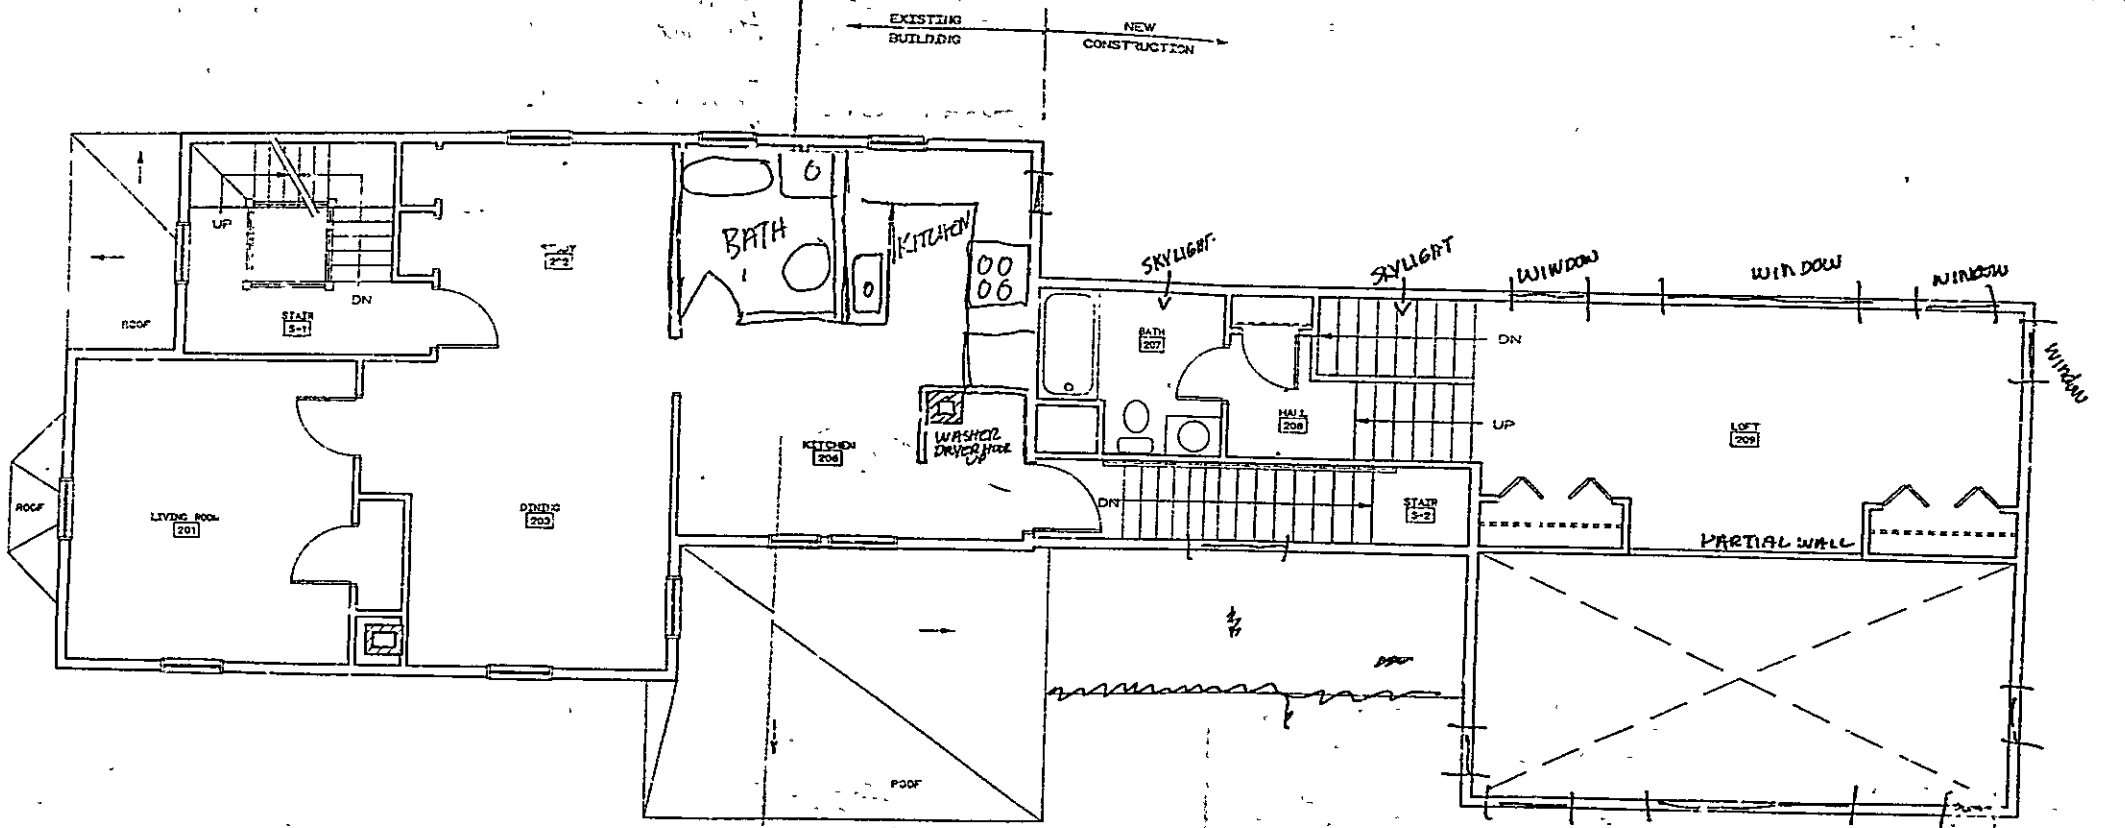 EXISTING
BUILDING
NEW
CONSTRUCTION
UP
DN
STAIR
S-1
ROOF
BATH
KITCHEN
SKYLIGHT
SKYLIGHT
WINDOW
WINDOW
WINDOW
WINDOW
BATH
207
DN
HALL
208
UP
LOFT
209
WASHER
DRYER HOOK
UP
KITCHEN
206
ROOF
LIVING ROOM
201
DINING
203
DN
STAIR
S-2
PARTIAL WALL
ROOF